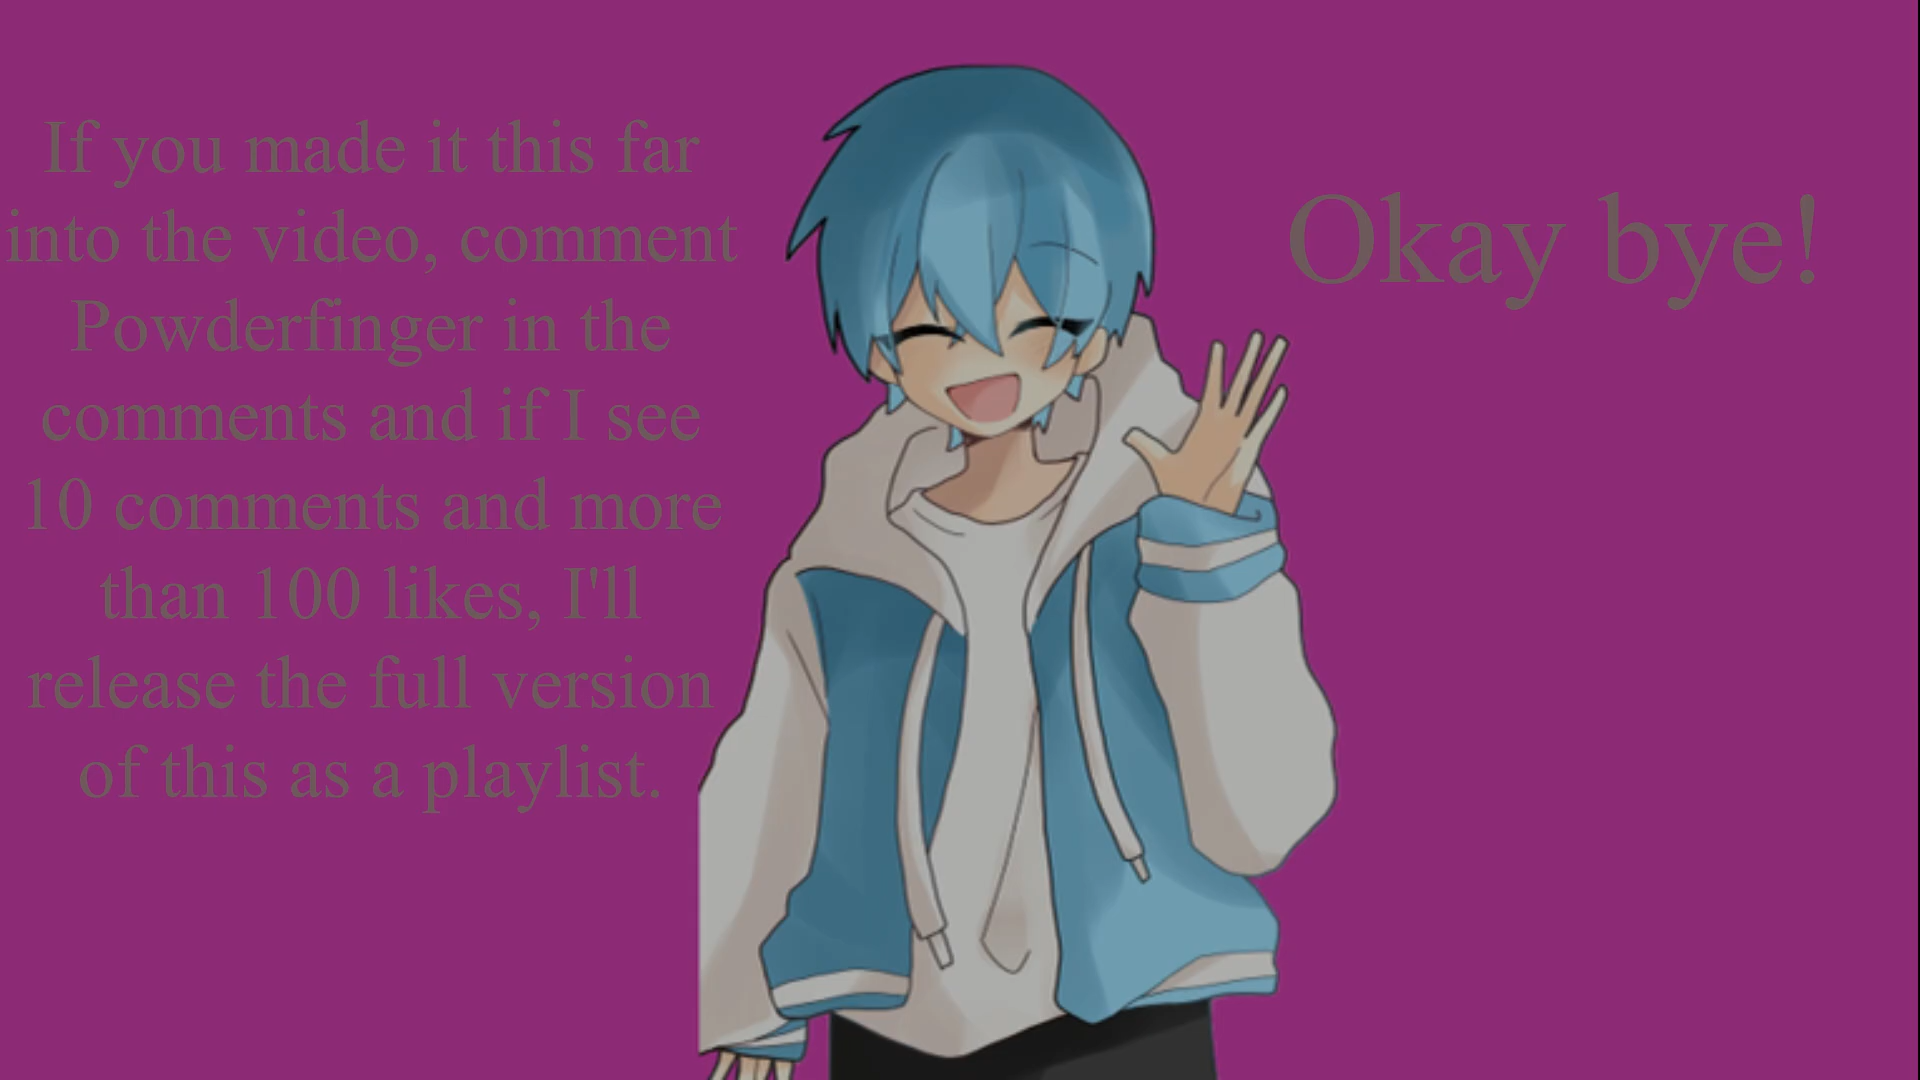 If you made it this far
into the video, comment
Powderfinger in the
comments and if I see
10 comments and more
than 100 likes, I'll
release the full version
of this as a playlist.
Okay bye!